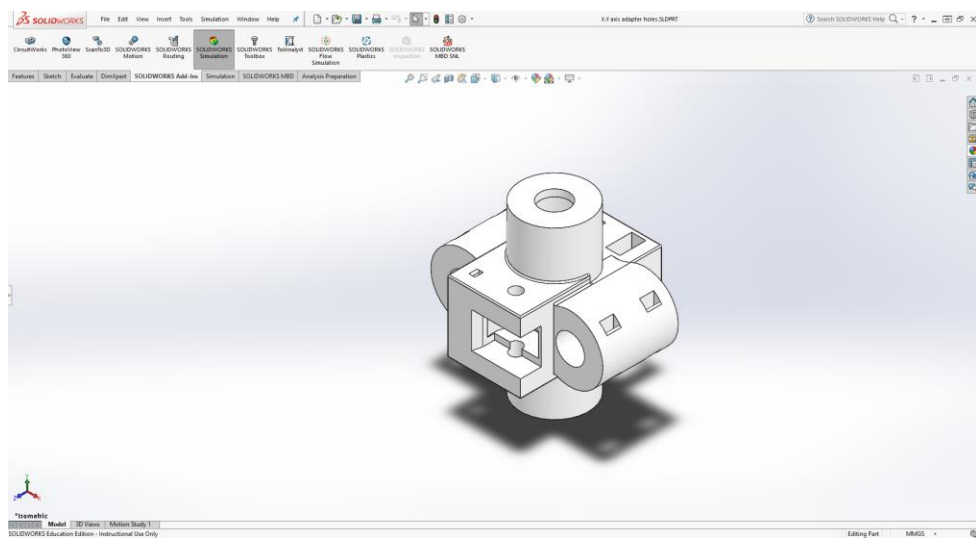 SOLIDWORKS File Edit View Insert Tools Simulation Window Help X-Y axis adapter holes.SLDPRT Search SOLIDWORKS Help
CircuitWorks PhotoView 360 ScanTo3D SOLIDWORKS Motion SOLIDWORKS Routing SOLIDWORKS Simulation SOLIDWORKS Toolbox TolAnalyst SOLIDWORKS Flow Simulation SOLIDWORKS Plastics SOLIDWORKS Inspection SOLIDWORKS MBD SNL
Features Sketch Evaluate DimXpert SOLIDWORKS Add-Ins Simulation SOLIDWORKS MBD Analysis Preparation
*Isometric
Model 3D Views Motion Study 1
SOLIDWORKS Education Edition - Instructional Use Only Editing Part MMGS